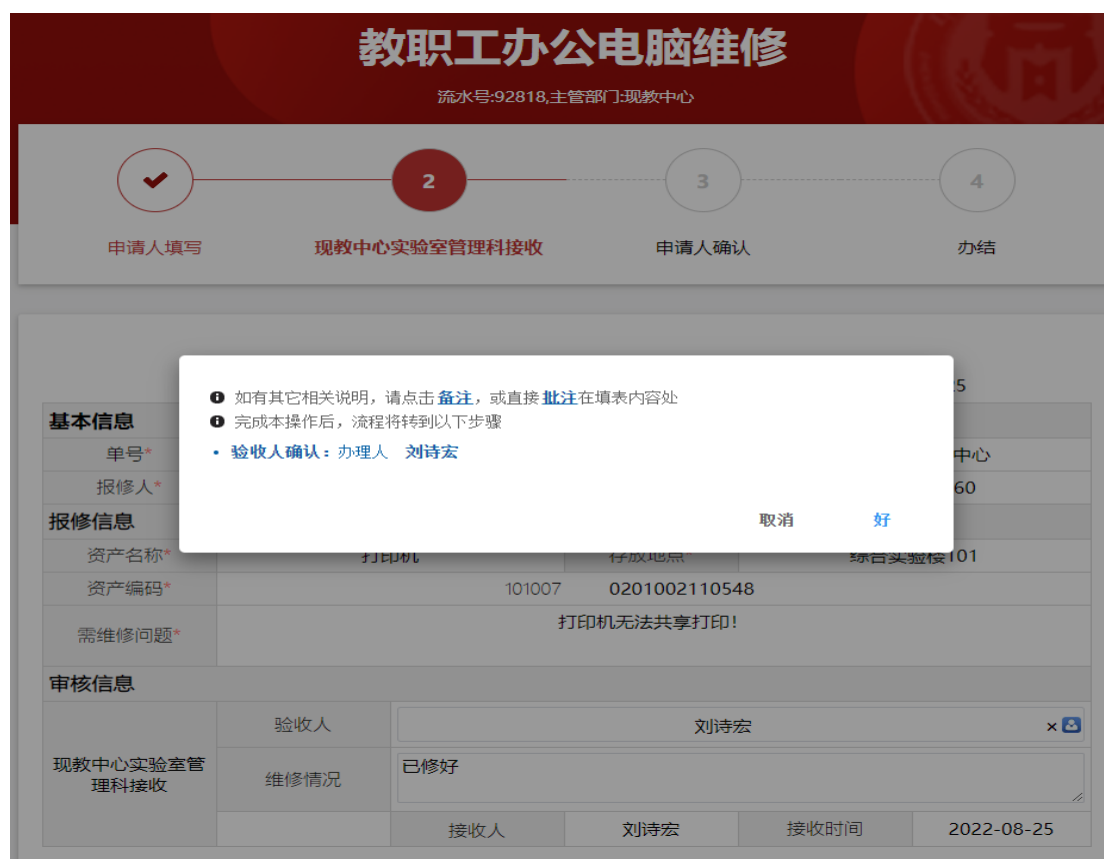 教职工办公电脑维修
流水号:92818,主管部门:现教中心
2
3
4
申请人填写
现教中心实验室管理科接收
申请人确认
办结
如有其它相关说明，请点击备注，或直接批注在填表内容处
完成本操作后，流程将转到以下步骤
• 验收人确认：办理人 刘诗宏
取消 好
5
基本信息
单号* 中心
报修人* 60
报修信息
资产名称* 打印机 存放地点* 综合实验楼101
资产编码* 101007 0201002110548
需维修问题* 打印机无法共享打印！
审核信息
现教中心实验室管理科接收
验收人 刘诗宏 ×
维修情况 已修好
接收人 刘诗宏 接收时间 2022-08-25